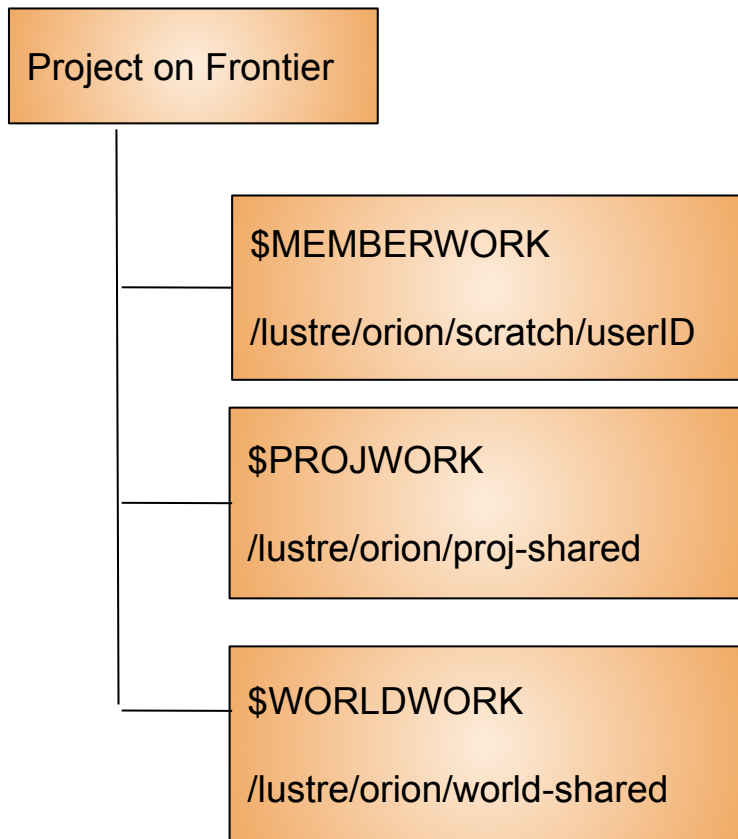 Project on Frontier
$MEMBERWORK
/lustre/orion/scratch/userID
$PROJWORK
/lustre/orion/proj-shared
$WORLDWORK
/lustre/orion/world-shared